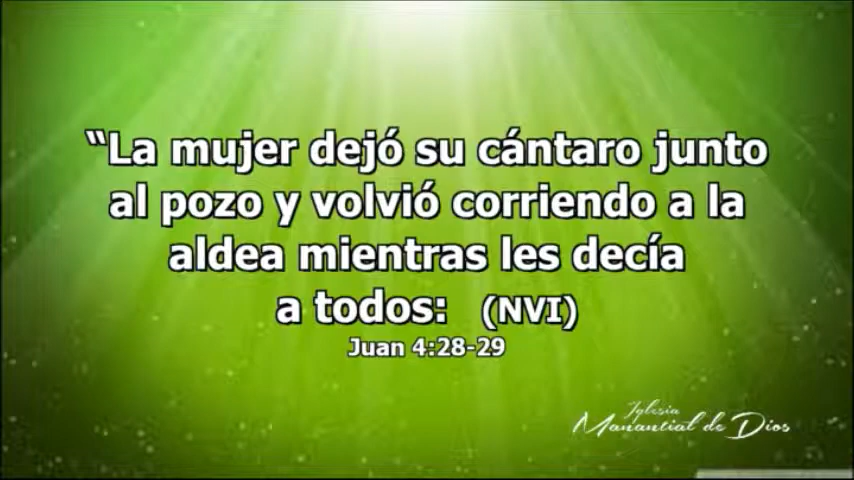 “La mujer dejó su cántaro junto
al pozo y volvió corriendo a la
aldea mientras les decía
a todos: (NVI)
Juan 4:28-29
Iglesia
Manantial de Dios